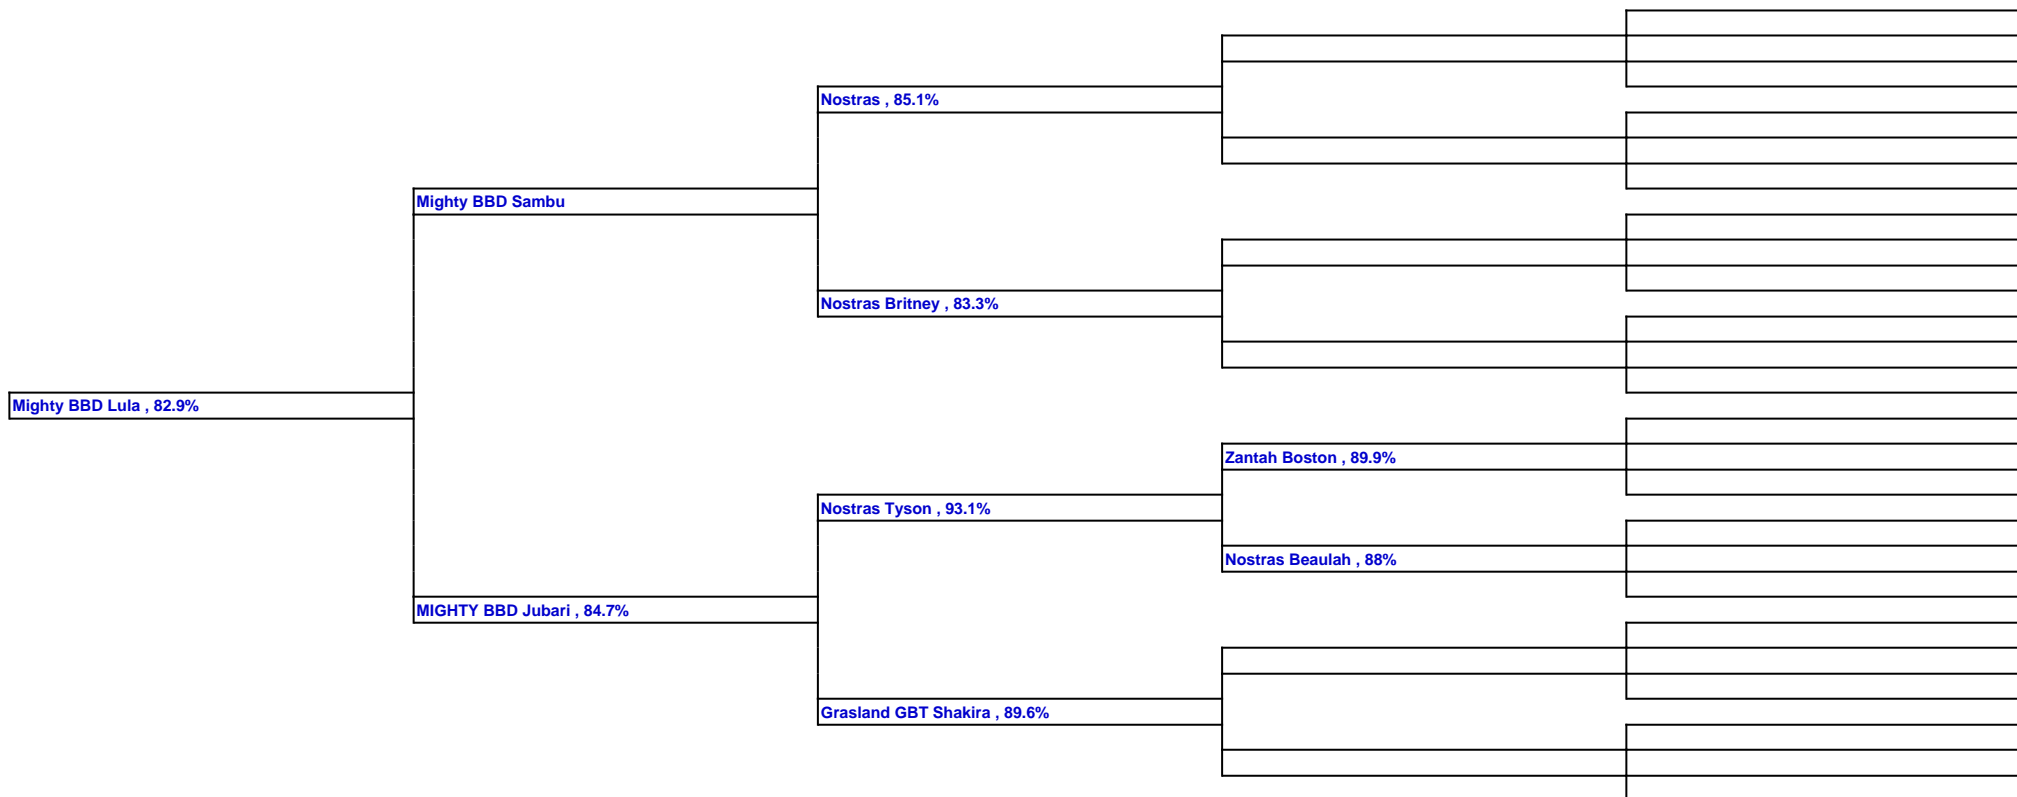 Nostras , 85.1%
Mighty BBD Sambu
Nostras Britney , 83.3%
Mighty BBD Lula , 82.9%
Zantah Boston , 89.9%
Nostras Tyson , 93.1%
Nostras Beaulah , 88%
MIGHTY BBD Jubari , 84.7%
Grasland GBT Shakira , 89.6%